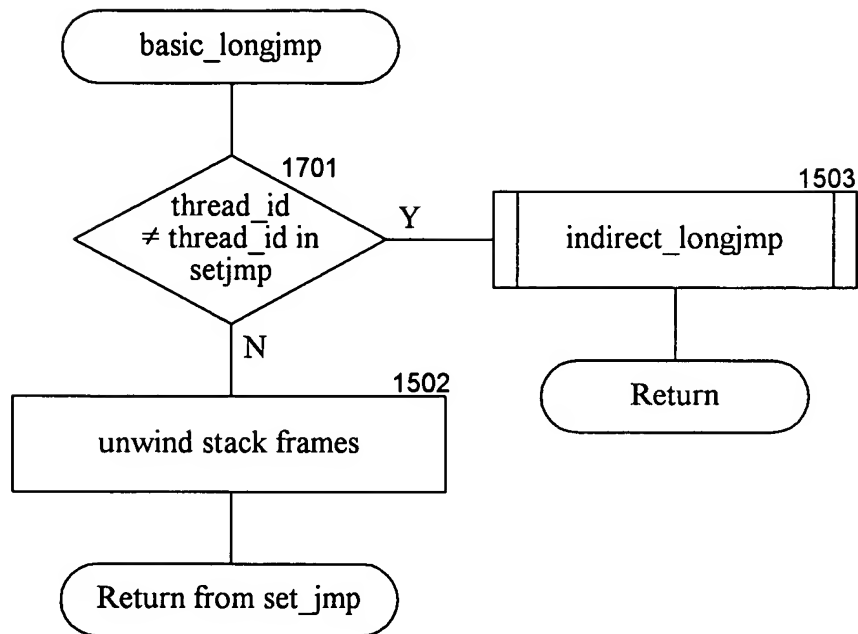 basic_longjmp
1701
thread_id
≠ thread_id in
setjmp
Y
1503
indirect_longjmp
N
Return
1502
unwind stack frames
Return from set_jmp